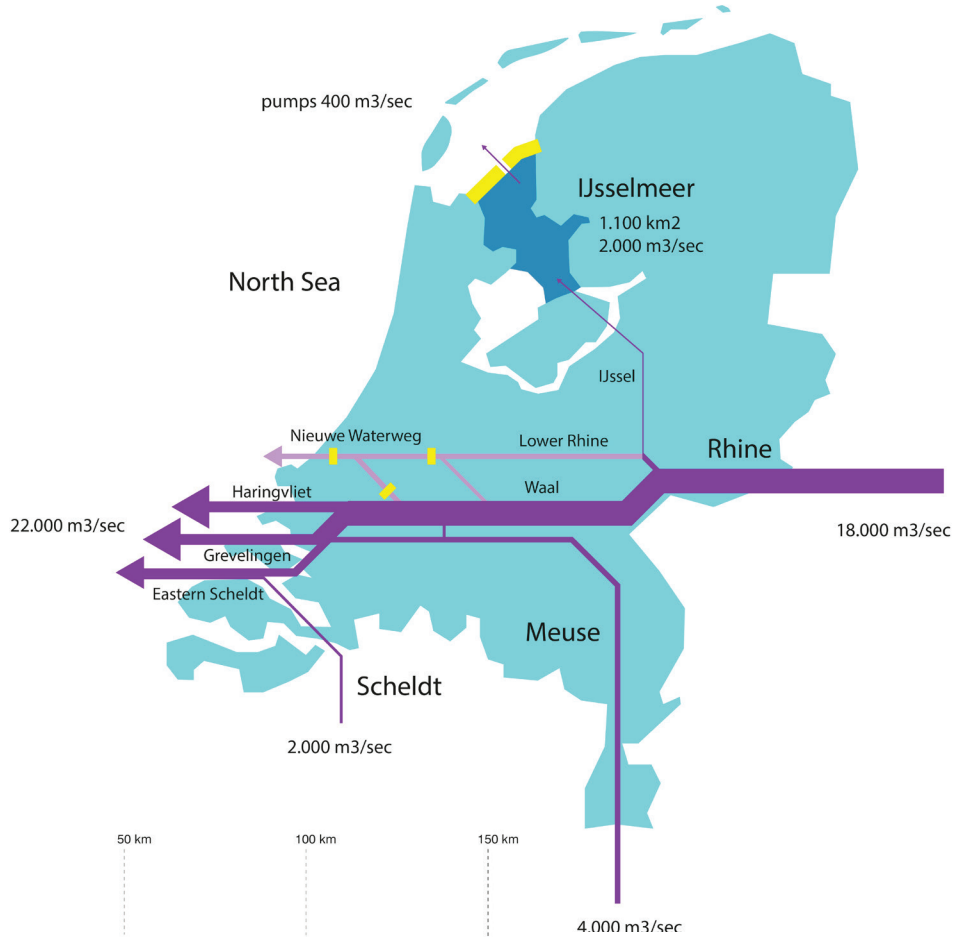 pumps 400 m3/sec
IJsselmeer
1.100 km2
2.000 m3/sec
North Sea
IJssel
Nieuwe Waterweg
Lower Rhine
Rhine
Haringvliet
Waal
22.000 m3/sec
18.000 m3/sec
Grevelingen
Eastern Scheldt
Meuse
Scheldt
2.000 m3/sec
50 km
100 km
150 km
4.000 m3/sec